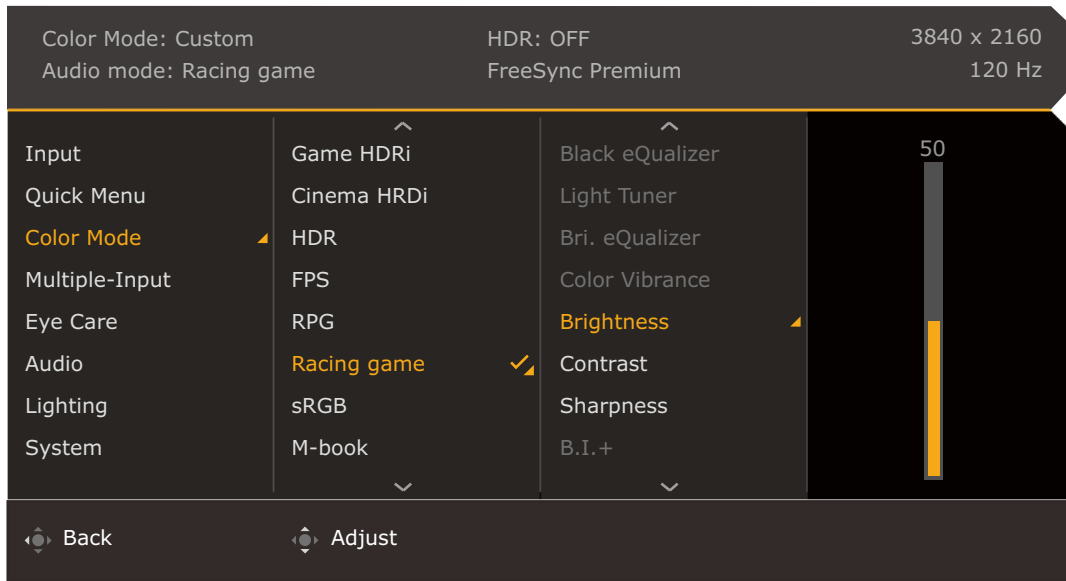 Color Mode: Custom
HDR: OFF
3840 x 2160
Audio mode: Racing game
FreeSync Premium
120 Hz
Input
Quick Menu
Color Mode
Multiple-Input
Eye Care
Audio
Lighting
System
Game HDRi
Cinema HRDi
HDR
FPS
RPG
Racing game
sRGB
M-book
Black eQualizer
Light Tuner
Bri. eQualizer
Color Vibrance
Brightness
Contrast
Sharpness
B.I.+
50
Back
Adjust